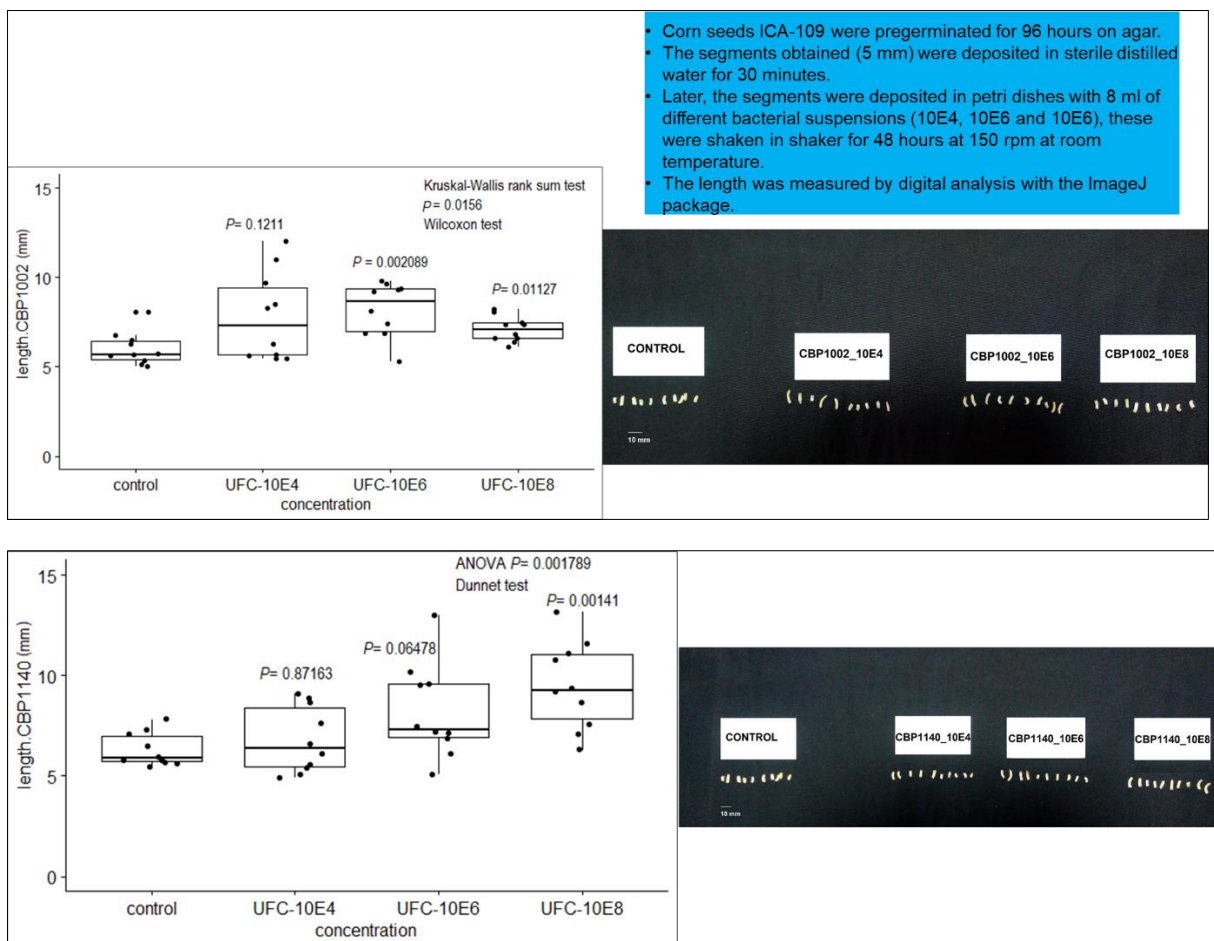 • Corn seeds ICA-109 were pregerminated for 96 hours on agar.
• The segments obtained (5 mm) were deposited in sterile distilled
water for 30 minutes.
• Later, the segments were deposited in petri dishes with 8 ml of
different bacterial suspensions (10E4, 10E6 and 10E6), these
were shaken in shaker for 48 hours at 150 rpm at room
temperature.
• The length was measured by digital analysis with the ImageJ
package.
length.CBP1002 (mm)
15
10
5
0
Kruskal-Wallis rank sum test
P= 0.0156
Wilcoxon test
P= 0.1211
P = 0.002089
P = 0.01127
control
UFC-10E4
UFC-10E6
UFC-10E8
concentration
CONTROL
CBP1002_10E4
CBP1002_10E6
CBP1002_10E8
10 mm
length.CBP1140 (mm)
15
10
5
0
ANOVA P= 0.001789
Dunnet test
P= 0.00141
P= 0.06478
P= 0.87163
control
UFC-10E4
UFC-10E6
UFC-10E8
concentration
CONTROL
CBP1140_10E4
CBP1140_10E6
CBP1140_10E8
10 mm